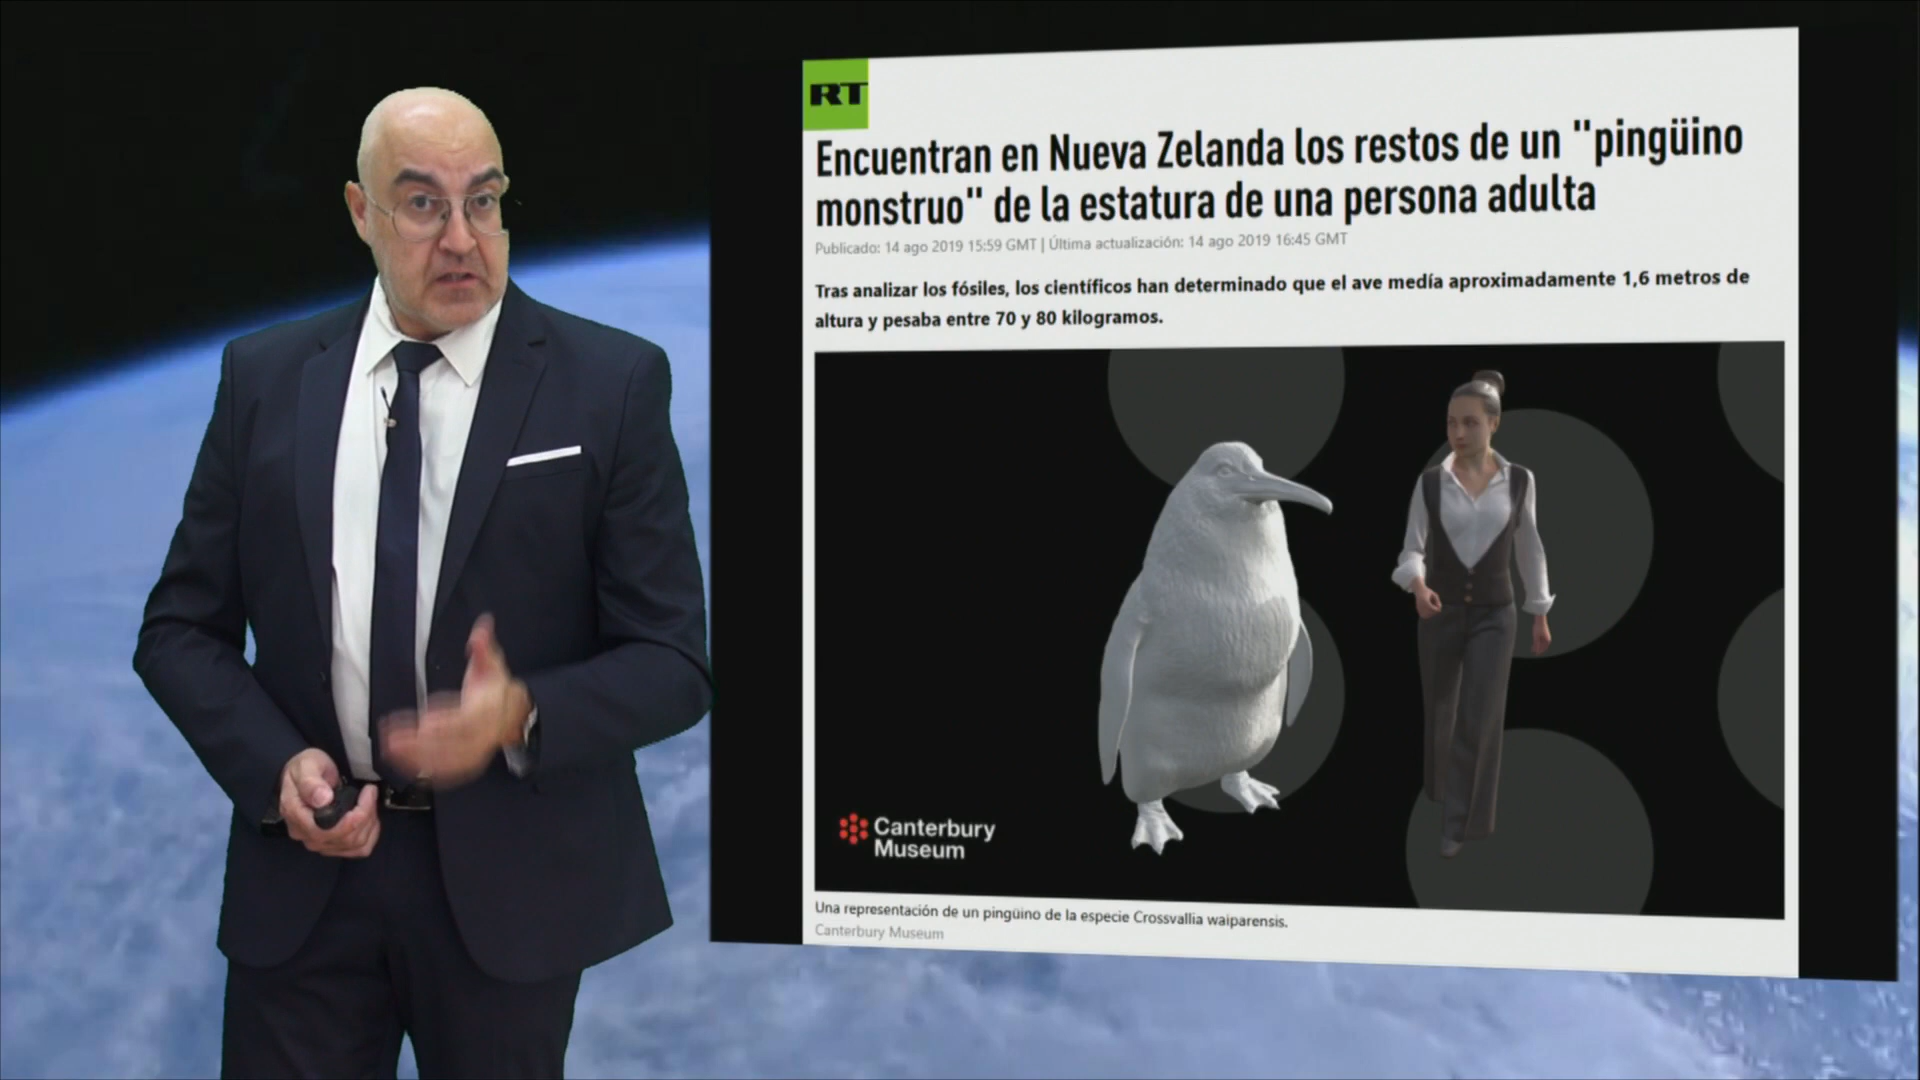 RT
Encuentran en Nueva Zelanda los restos de un "pingüino
monstruo" de la estatura de una persona adulta
Publicado: 14 ago 2019 15:59 GMT | Última actualización: 14 ago 2019 16:45 GMT
Tras analizar los fósiles, los científicos han determinado que el ave medía aproximadamente 1,6 metros de
altura y pesaba entre 70 y 80 kilogramos.
Canterbury
Museum
Una representación de un pingüino de la especie Crossvallia waiparensis.
Canterbury Museum